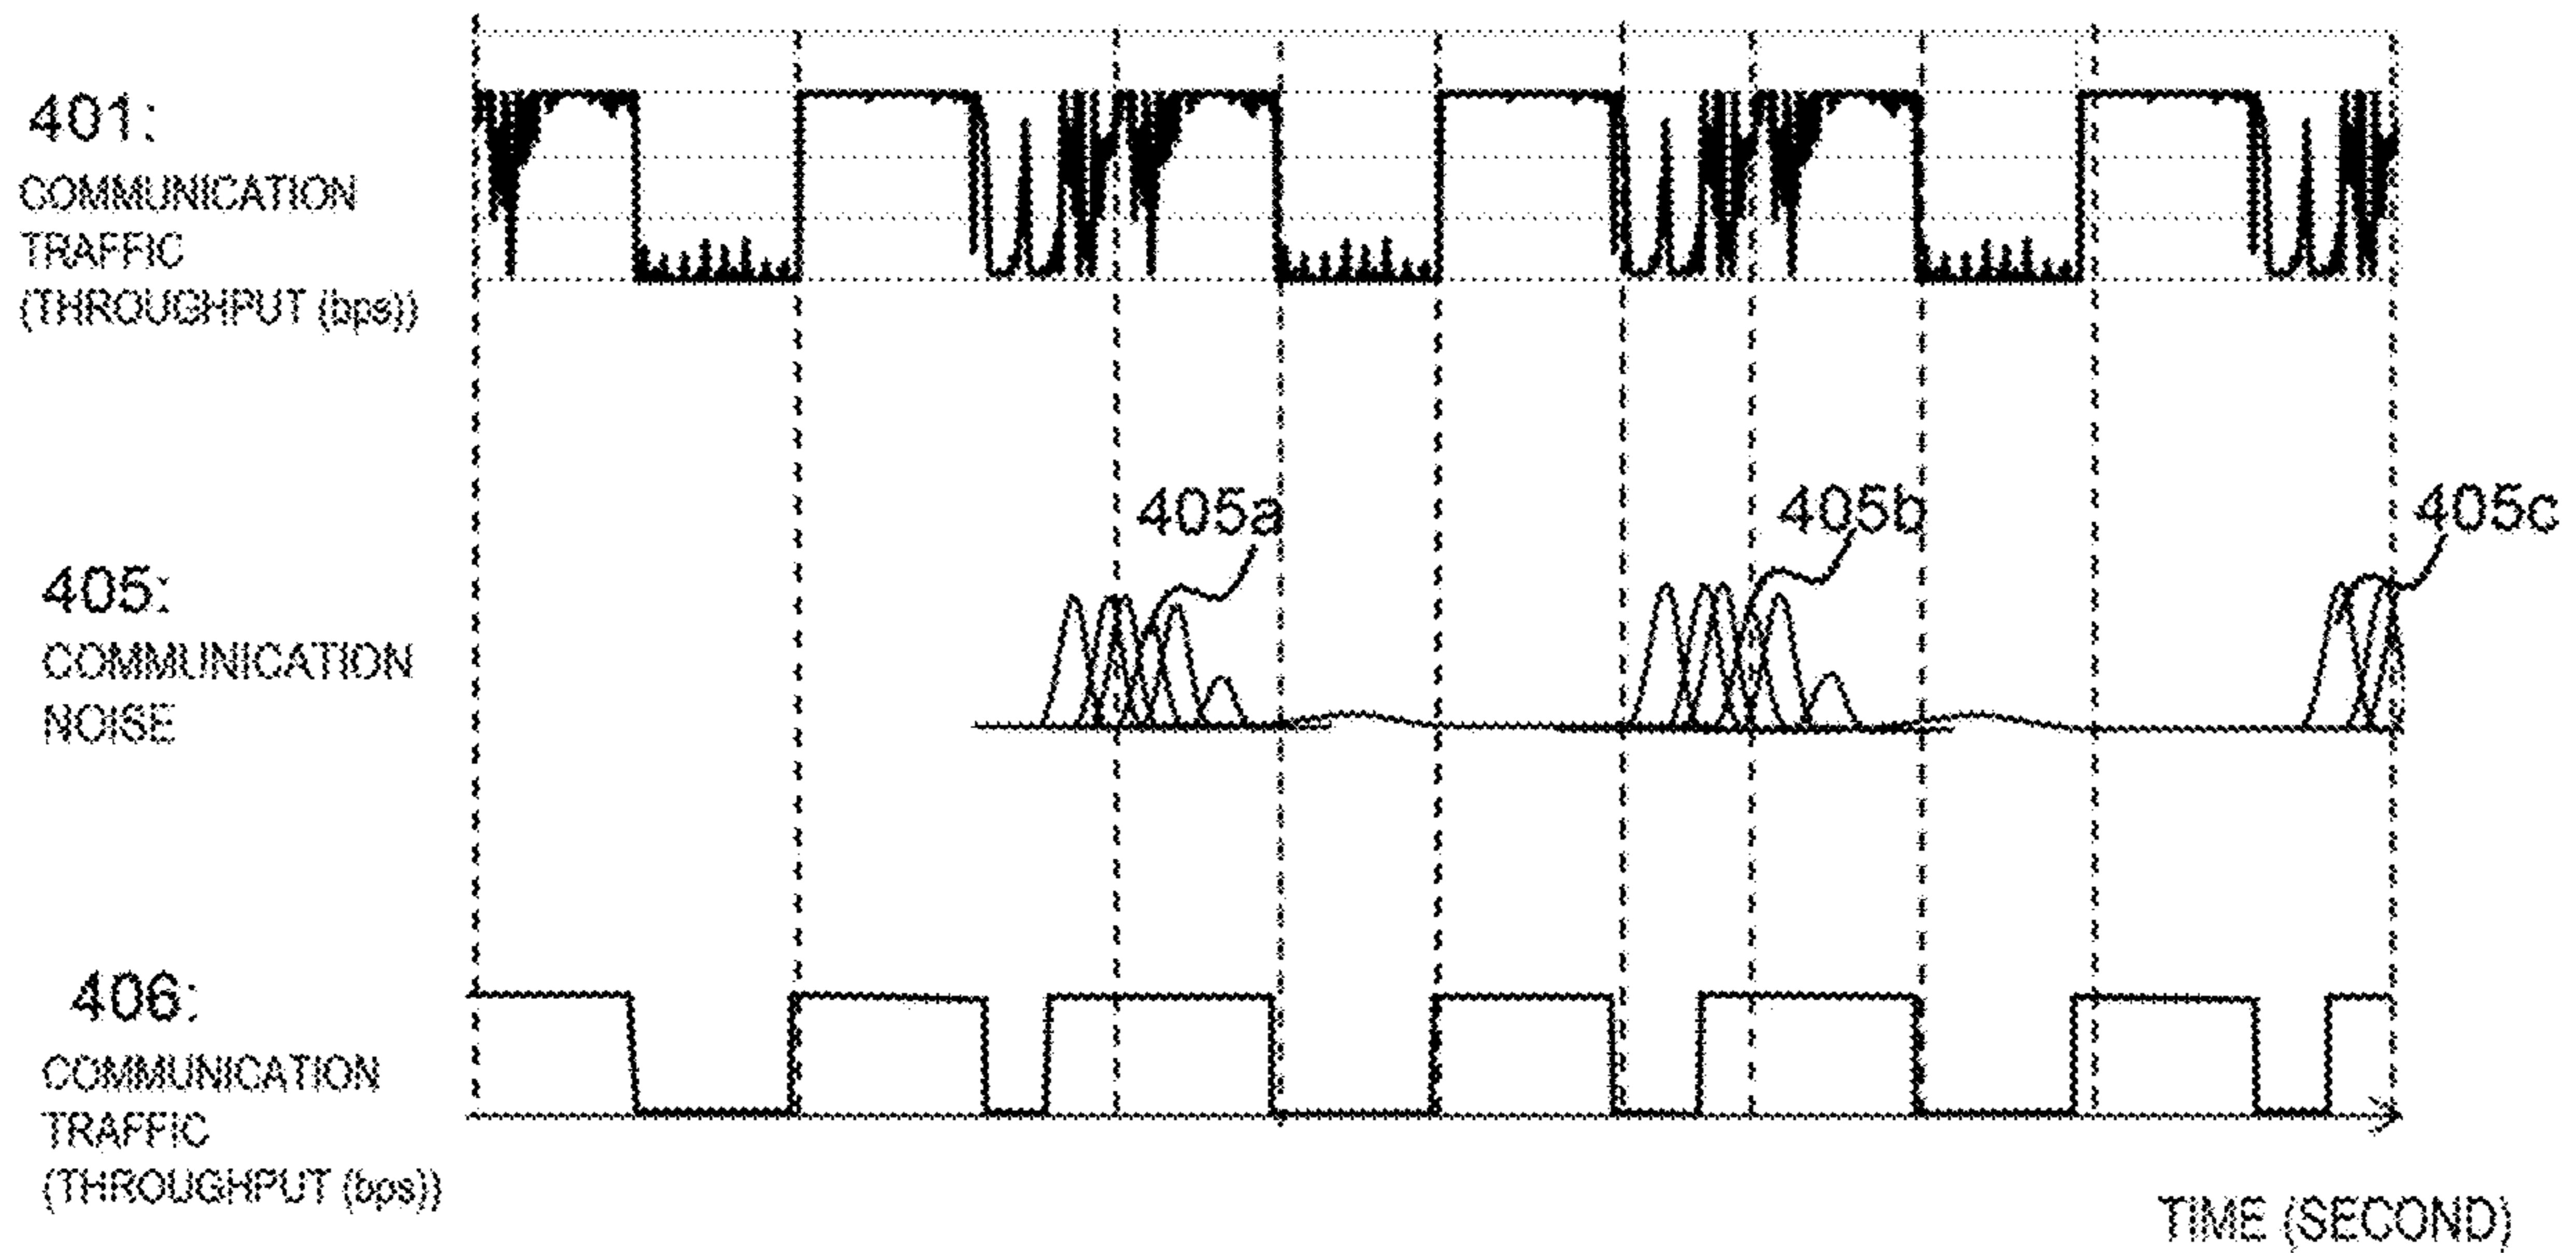 401:
COMMUNICATION
TRAFFIC
(THROUGHPUT (bps))
405a
405b
405c
405:
COMMUNICATION
NOISE
406:
COMMUNICATION
TRAFFIC
(THROUGHPUT (bps))
TIME (SECOND)